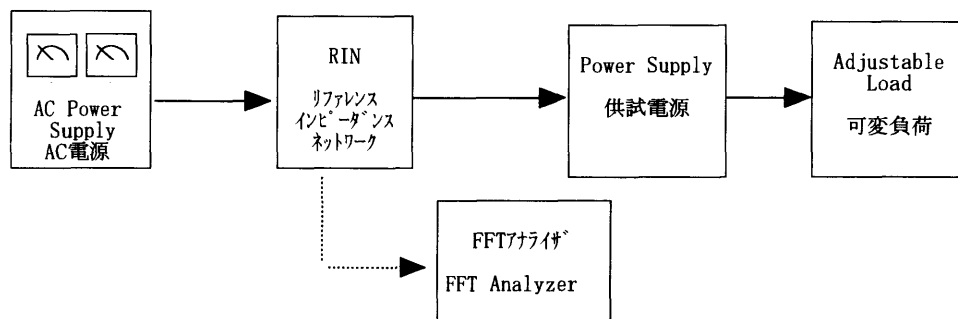 AC Power
Supply
AC電源
RIN
リファレンス
インピーダンス
ネットワーク
Power Supply
供試電源
Adjustable
Load
可変負荷
FFTアナライザ
FFT Analyzer